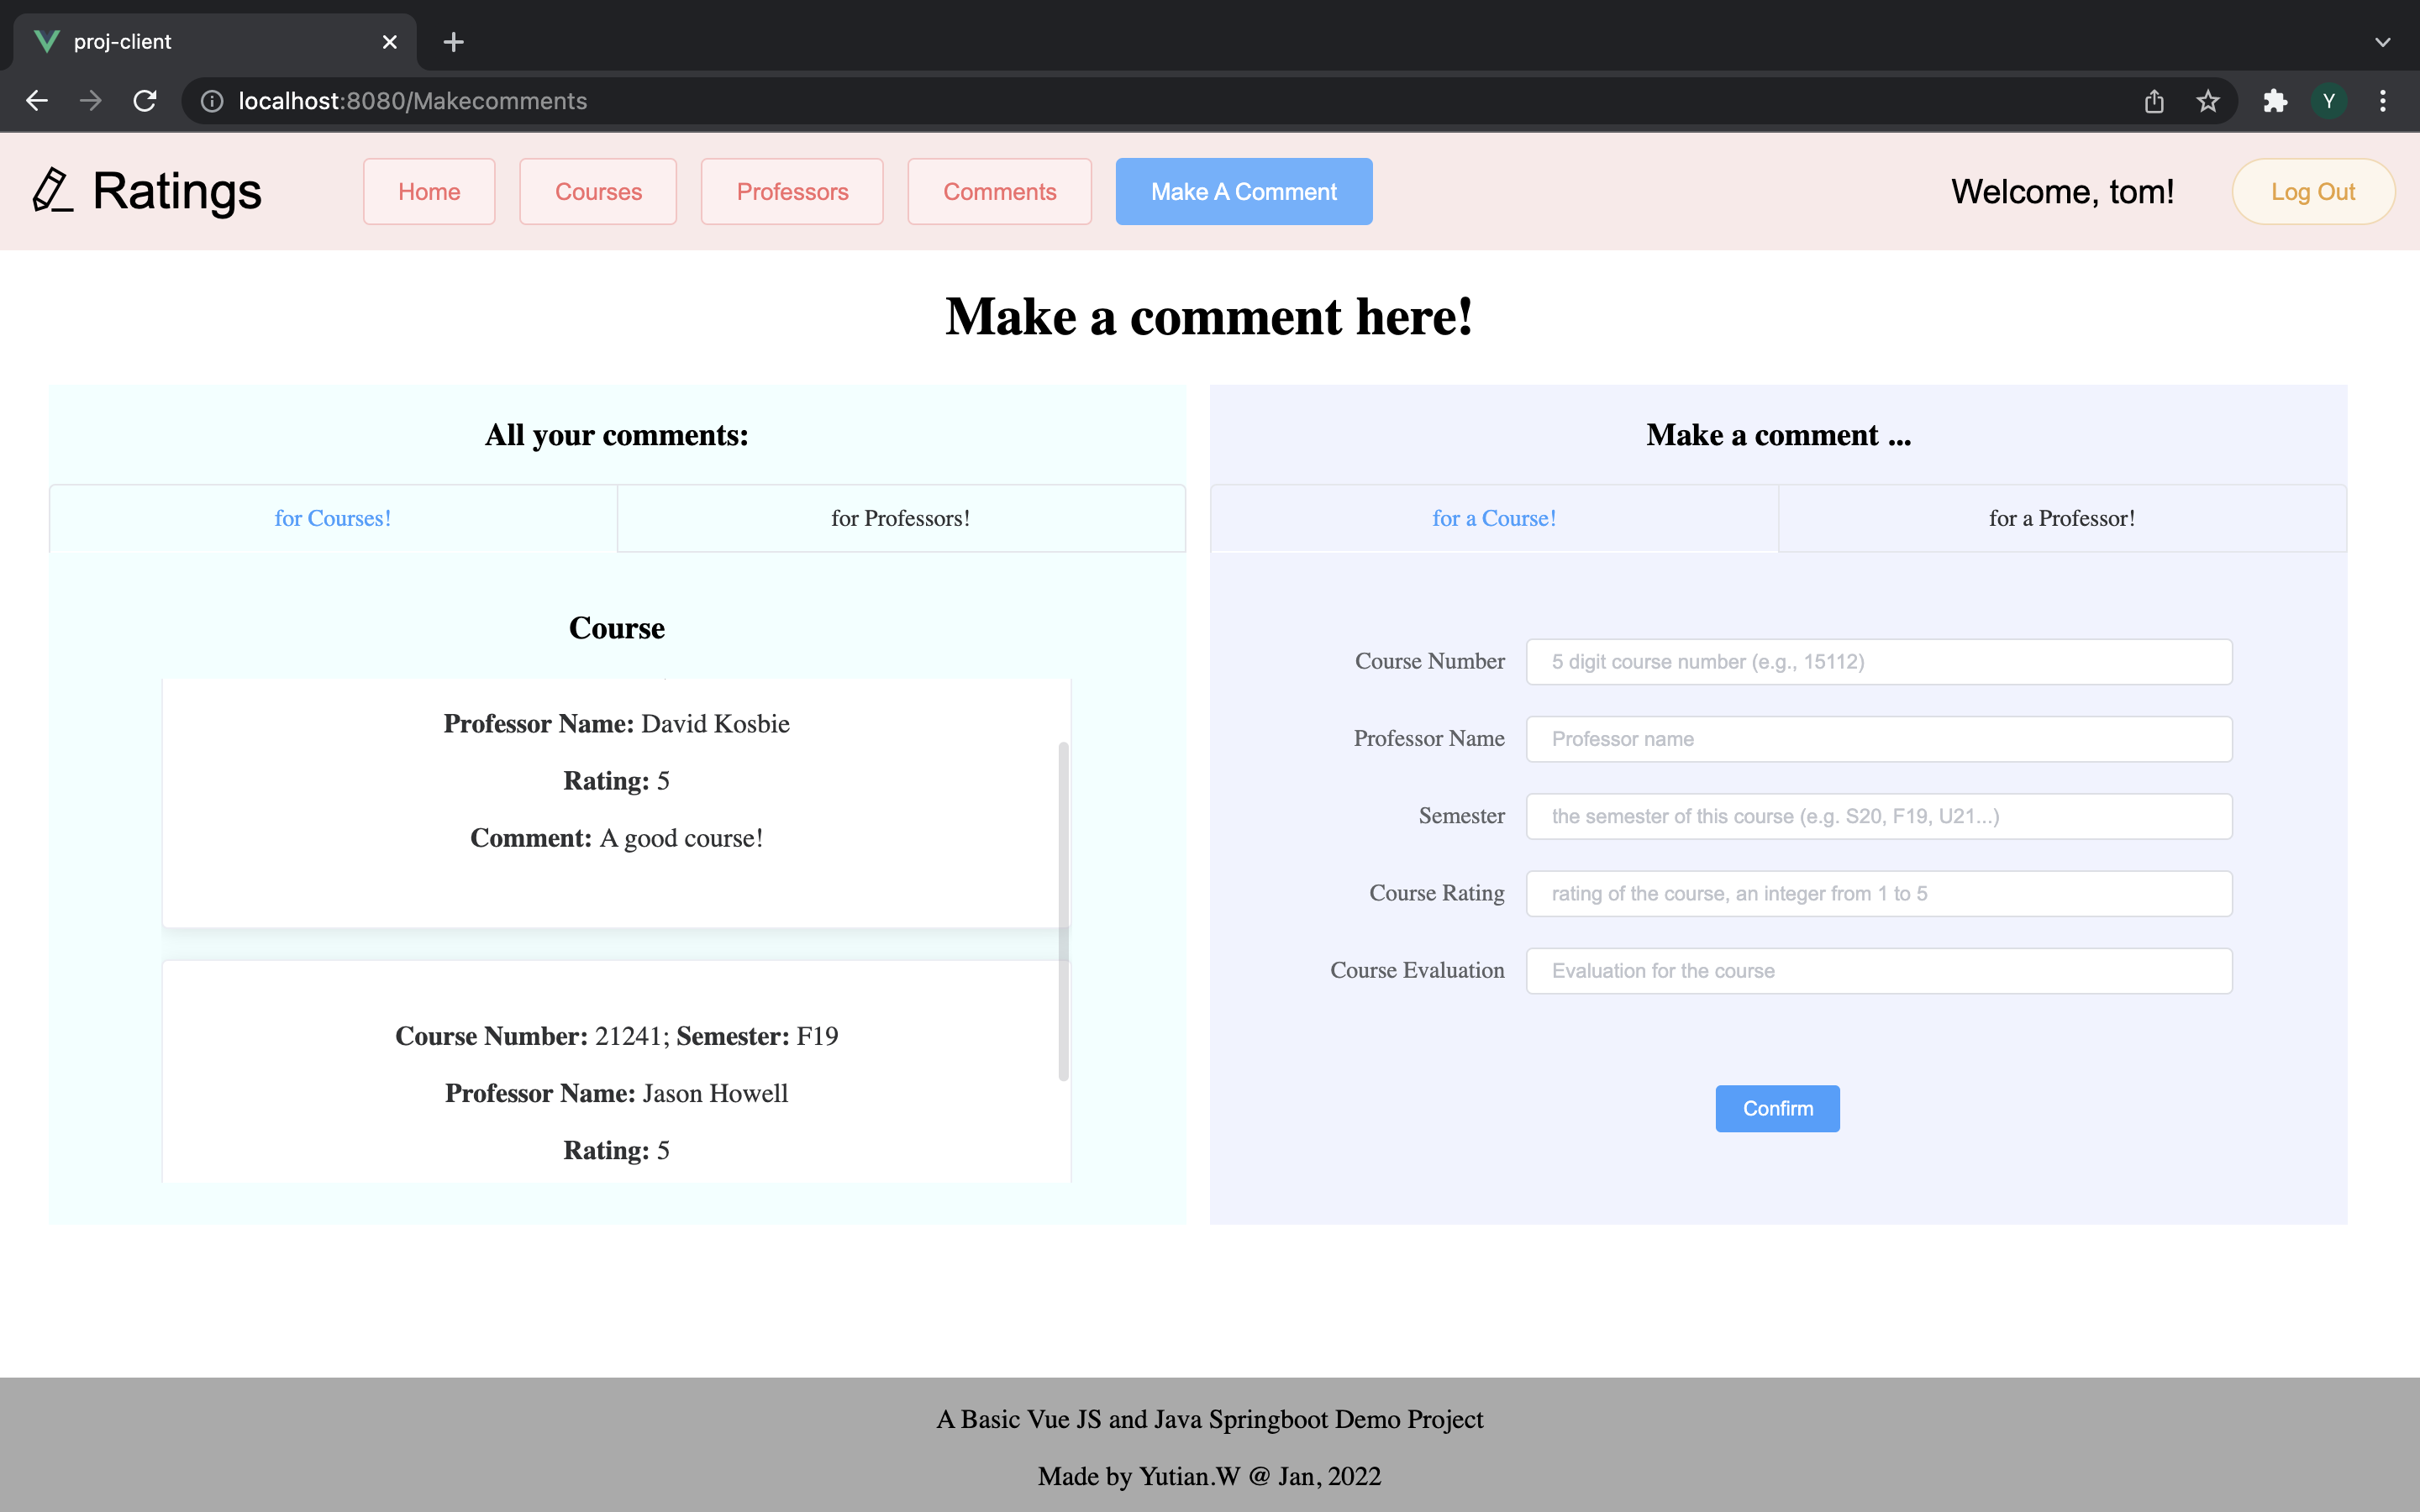 proj-client
localhost:8080/Makecomments
Y
Ratings
Home
Courses
Professors
Comments
Make A Comment
Welcome, tom!
Log Out
Make a comment here!
All your comments:
for Courses!
for Professors!
Course
Professor Name: David Kosbie
Rating: 5
Comment: A good course!
Course Number: 21241; Semester: F19
Professor Name: Jason Howell
Rating: 5
Make a comment ...
for a Course!
for a Professor!
Course Number
5 digit course number (e.g., 15112)
Professor Name
Professor name
Semester
the semester of this course (e.g. S20, F19, U21...)
Course Rating
rating of the course, an integer from 1 to 5
Course Evaluation
Evaluation for the course
Confirm
A Basic Vue JS and Java Springboot Demo Project
Made by Yutian.W @ Jan, 2022